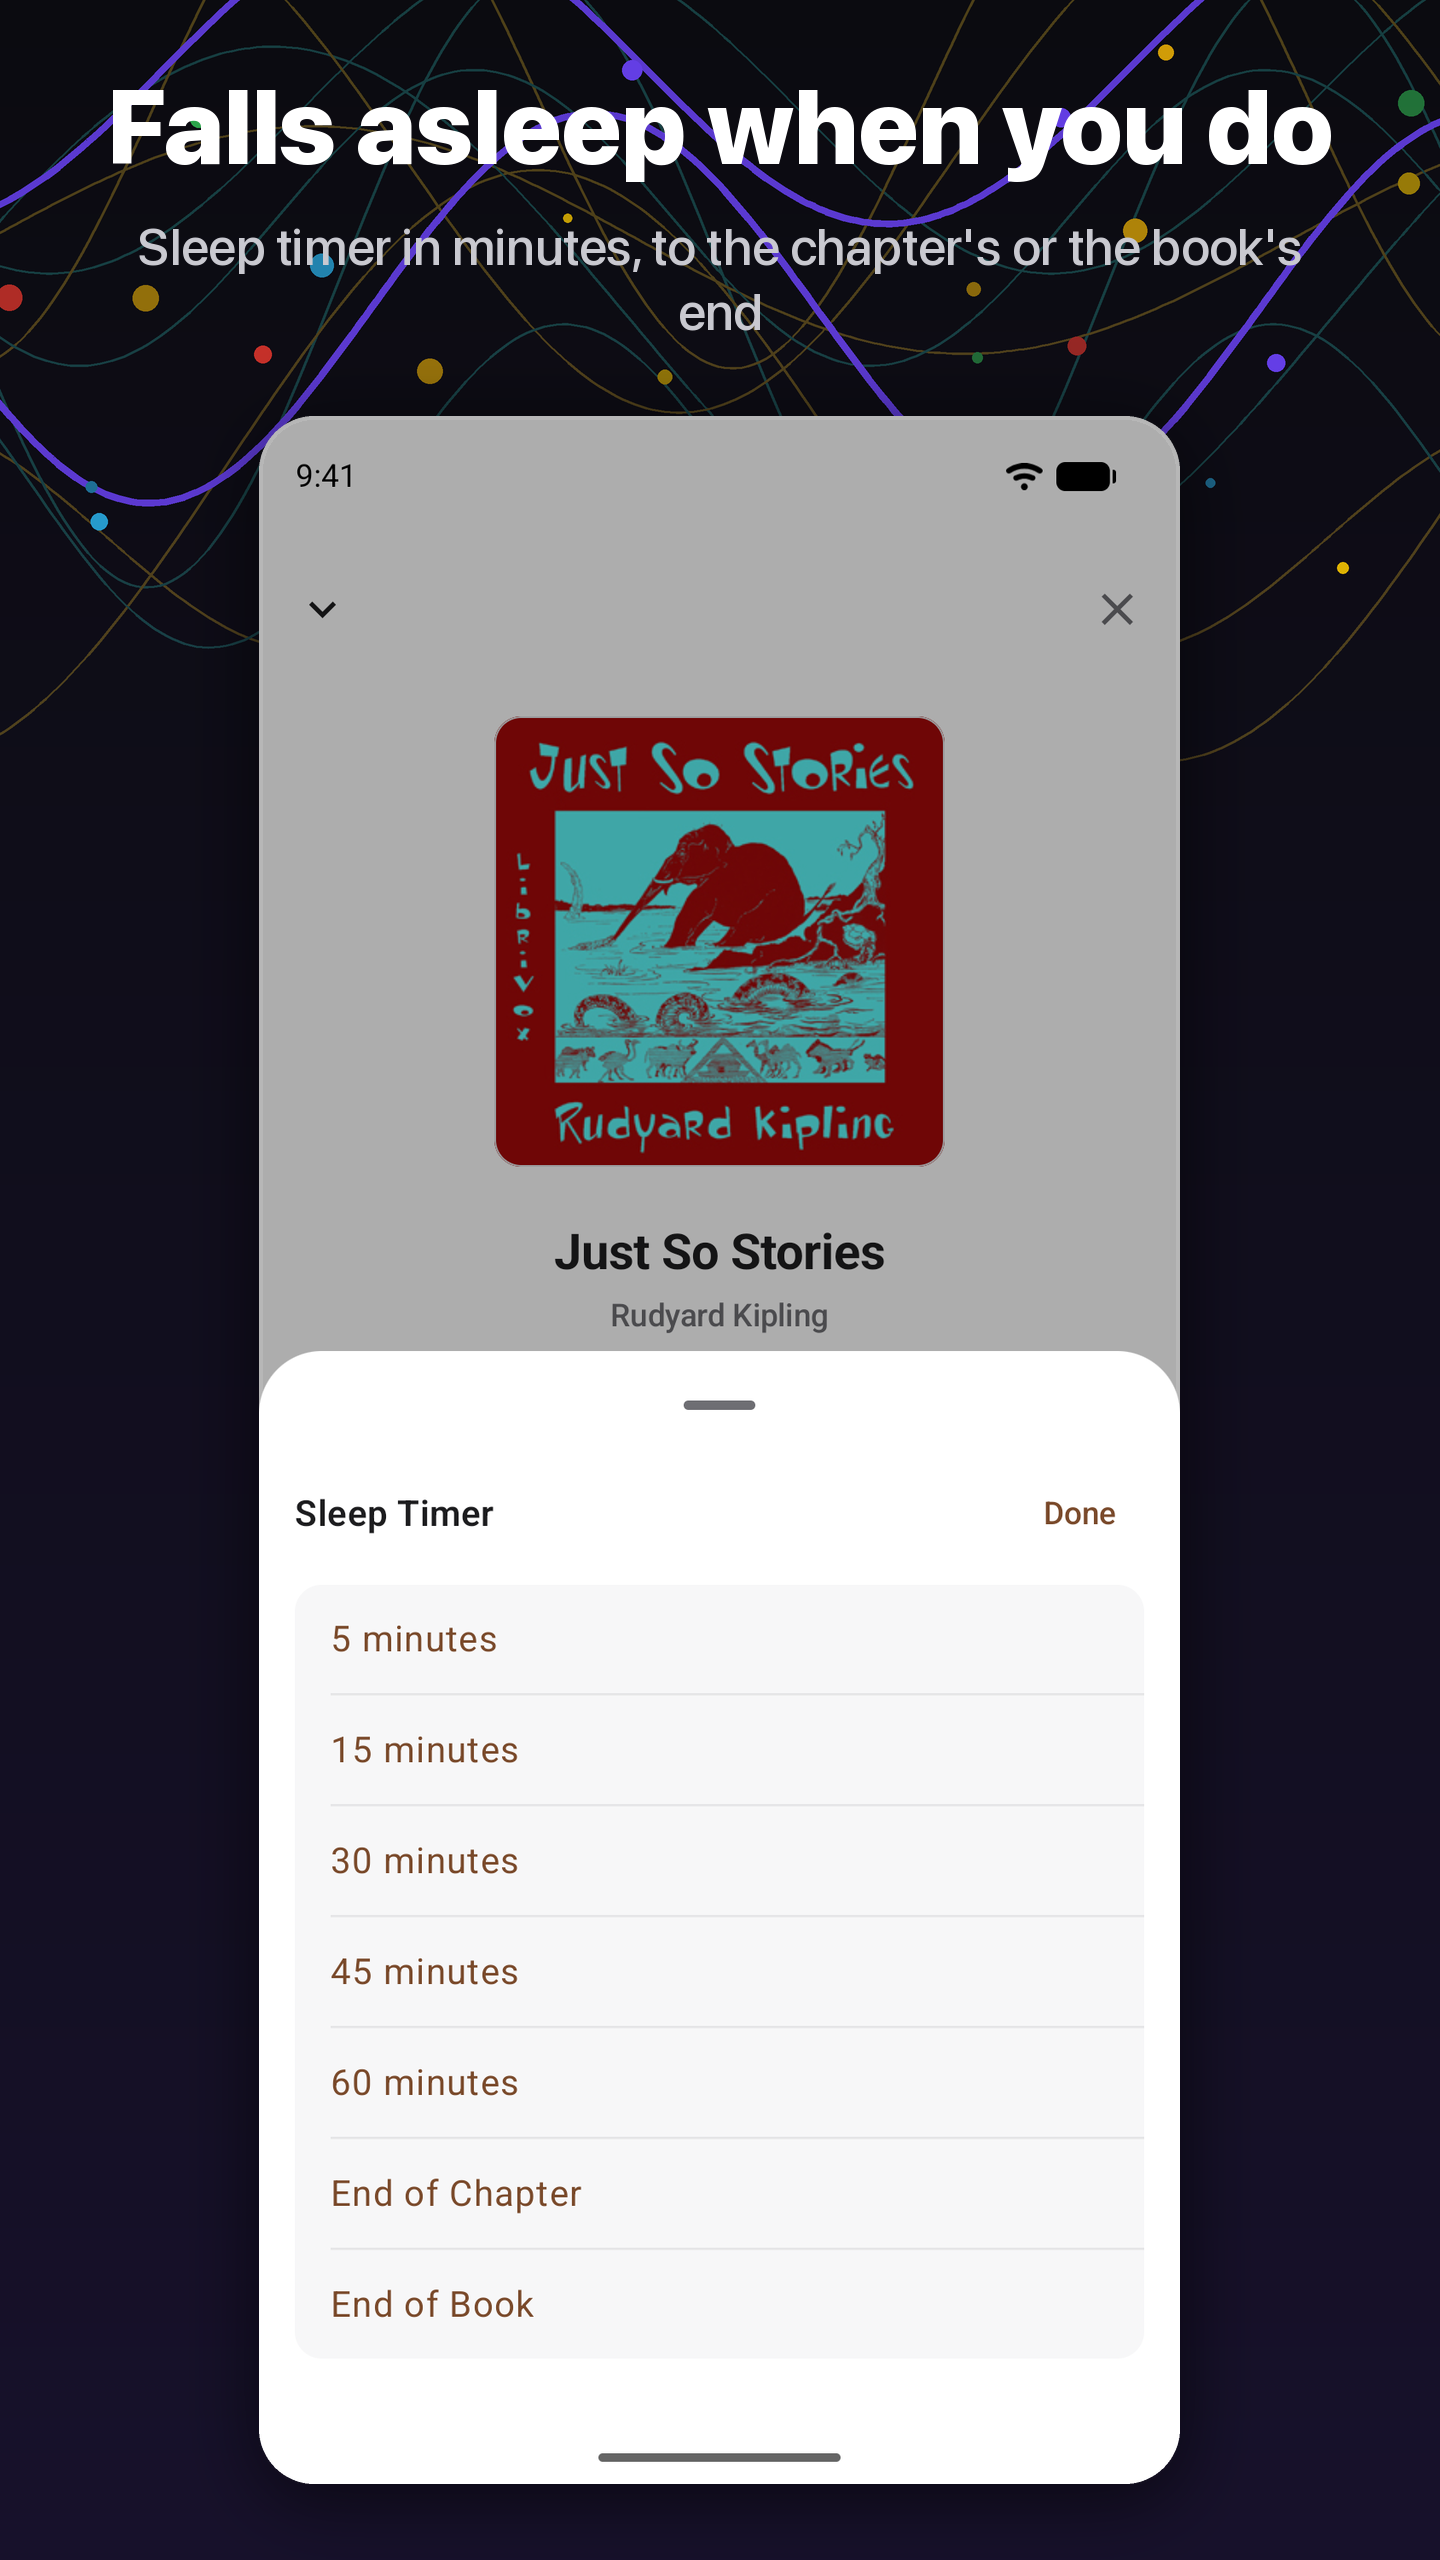 Falls asleep when you do
Sleep timer in minutes, to the chapter's or the book's
end
9:41
Just So Stories
LibriVox
Rudyard Kipling
Just So Stories
Rudyard Kipling
Sleep Timer
Done
5 minutes
15 minutes
30 minutes
45 minutes
60 minutes
End of Chapter
End of Book